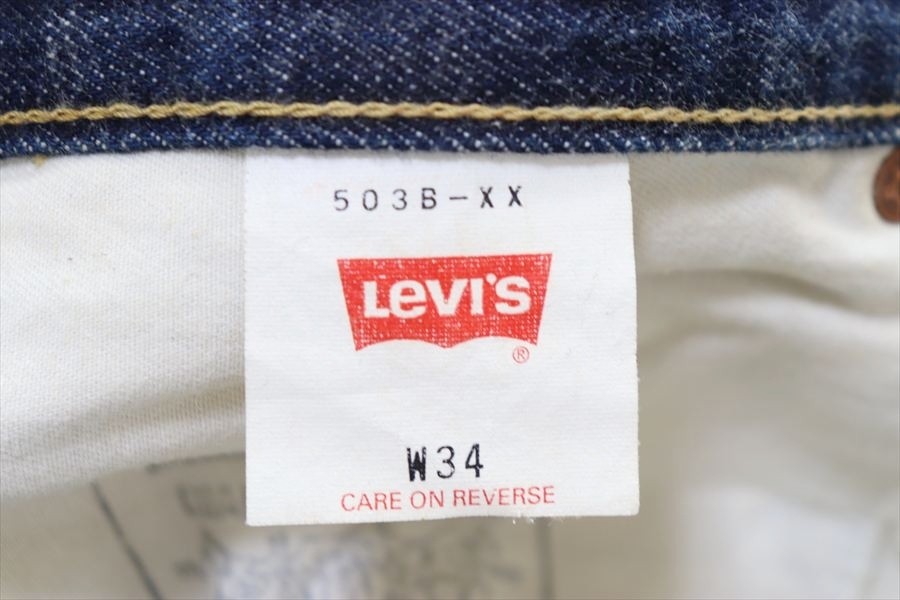 503B-XX
LEVI'S
®
W34
CARE ON REVERSE